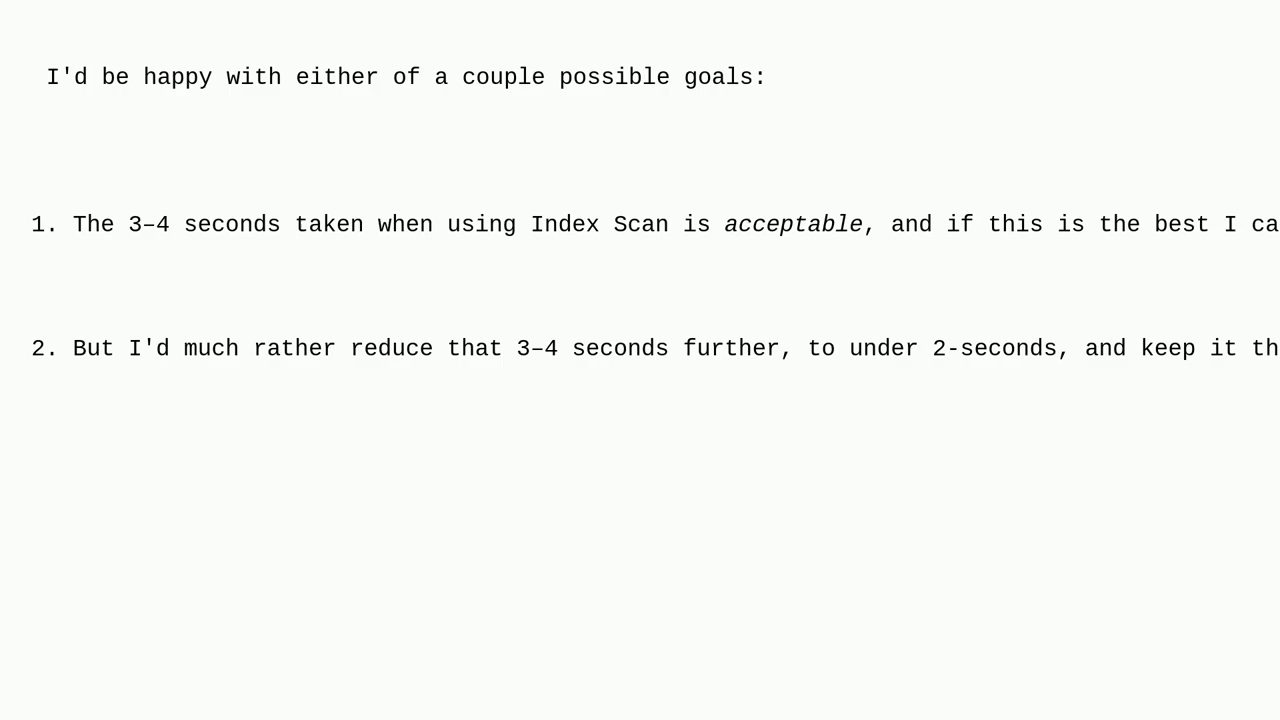 I'd be happy with either of a couple possible goals:
1. The 3–4 seconds taken when using Index Scan is acceptable, and if this is the best I
2. But I'd much rather reduce that 3–4 seconds further, to under 2-seconds, and keep it